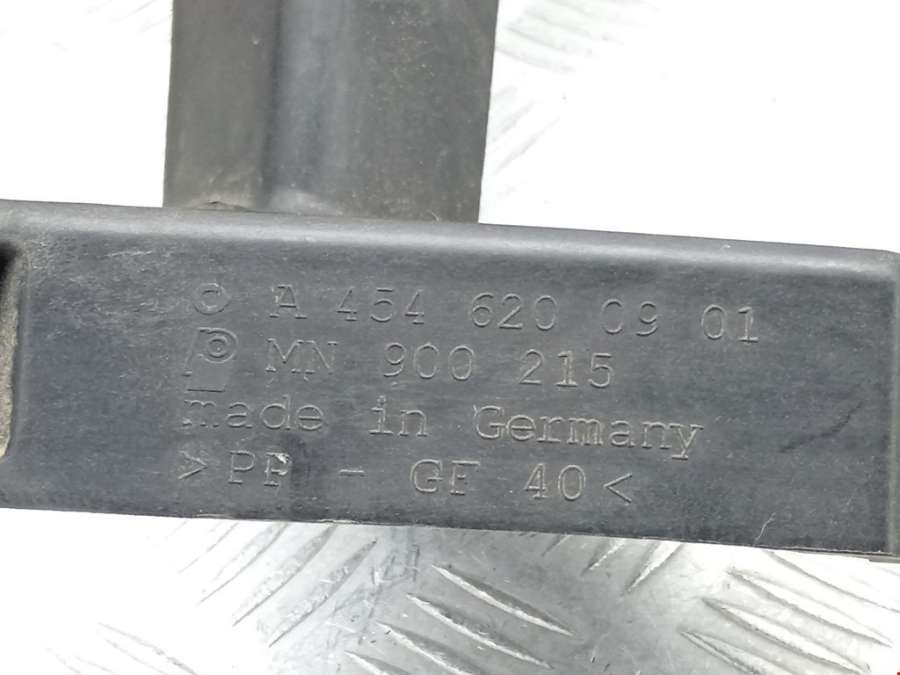 A 454 620 09 01
MN 900 215
made in Germany
>PP - GF 40<